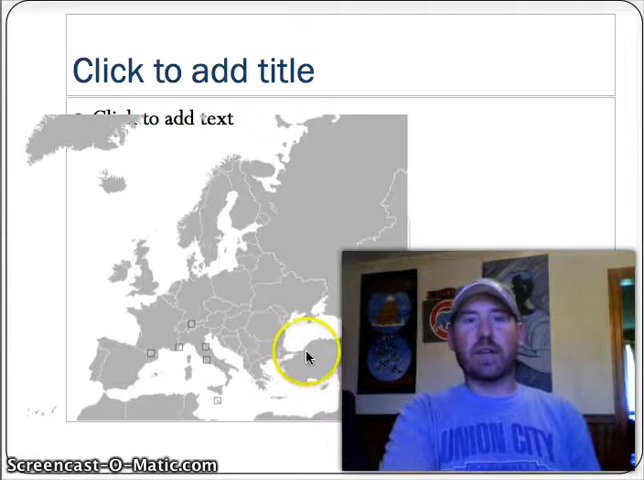 Click to add title
Click to add text
UNION CITY
Screencast-O-Matic.com